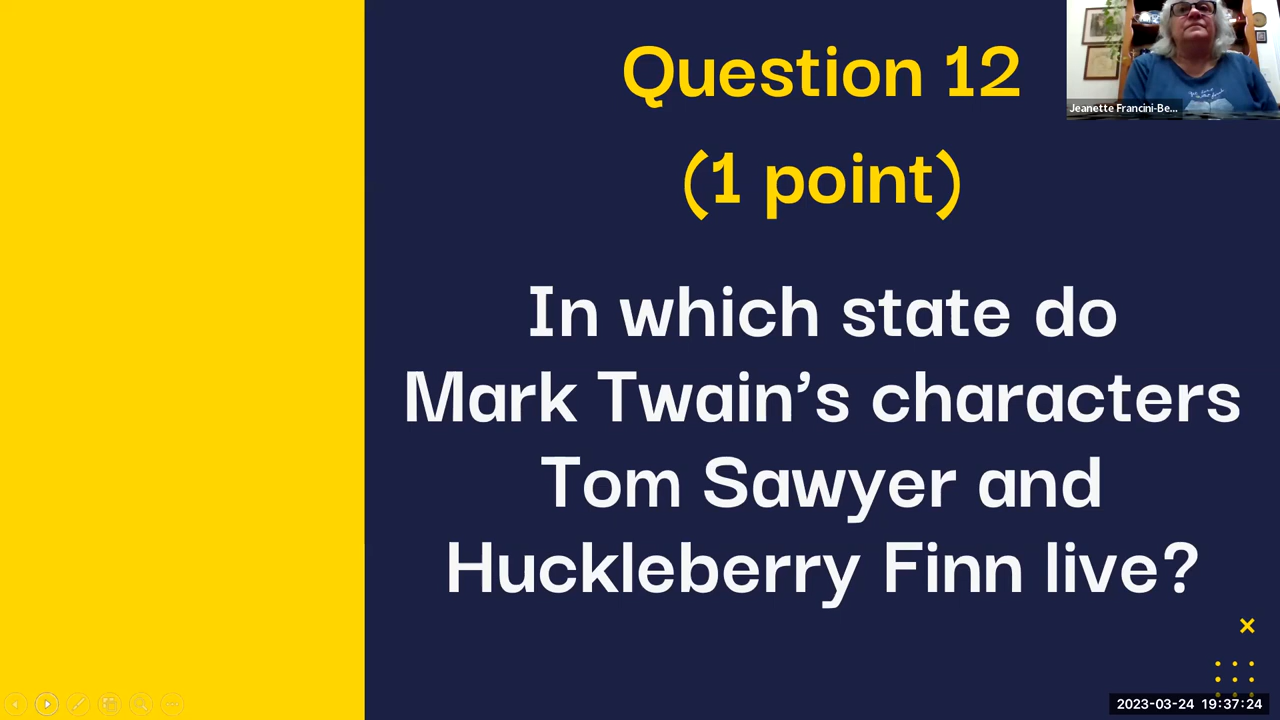 Question 12
(1 point)
In which state do
Mark Twain’s characters
Tom Sawyer and
Huckleberry Finn live?
Jeanette Francini-Be...
2023-03-24 19:37:24